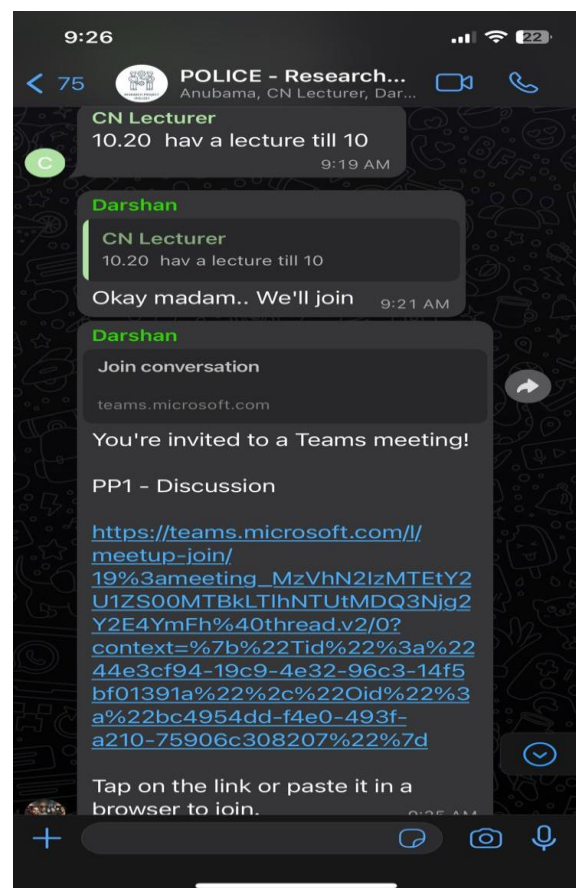 9:26
22
75
POLICE - Research...
Anubama, CN Lecturer, Dar...
CN Lecturer
10.20 hav a lecture till 10
9:19 AM
C
Darshan
CN Lecturer
10.20 hav a lecture till 10
Okay madam.. We'll join
9:21 AM
Darshan
Join conversation
teams.microsoft.com
You're invited to a Teams meeting!
PP1 - Discussion
https://teams.microsoft.com/l/
meetup-join/
19%3ameeting_MzVhN2IzMTEtY2
U1ZS00MTBkLTlhNTUtMDQ3Njg2
Y2E4YmFh%40thread.v2/0?
context=%7b%22Tid%22%3a%22
44e3cf94-19c9-4e32-96c3-14f5
bf01391a%22%2c%22Oid%22%3
a%22bc4954dd-f4e0-493f-
a210-75906c308207%22%7d
Tap on the link or paste it in a
browser to join.
9:25 AM